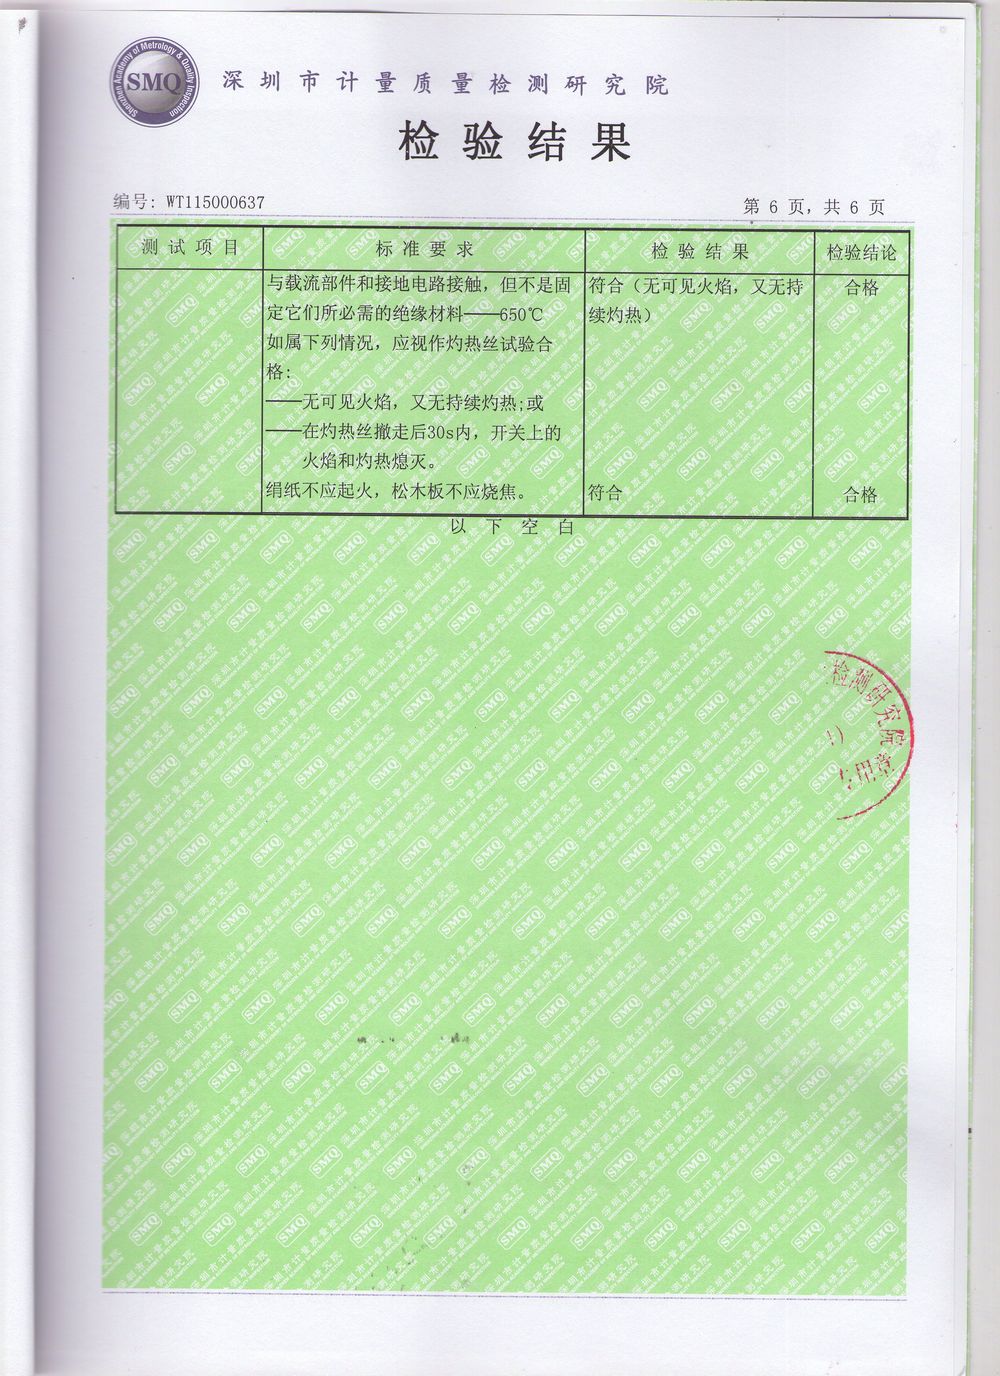 Shenzhen Academy of Metrology & Quality Inspection
SMQ
深圳市计量质量检测研究院
检验结果
编号: WT115000637
第 6 页, 共 6 页
测试项目 标准要求 检验结果 检验结论
与载流部件和接地电路接触，但不是固 符合（无可见火焰，又无持 合格
定它们所必需的绝缘材料——650℃ 续灼热）
如属下列情况，应视作灼热丝试验合
格:
——无可见火焰，又无持续灼热;或
——在灼热丝撤走后30s内，开关上的
火焰和灼热熄灭。
绢纸不应起火，松木板不应烧焦。 符合 合格
以下空白
检测研究院
用章